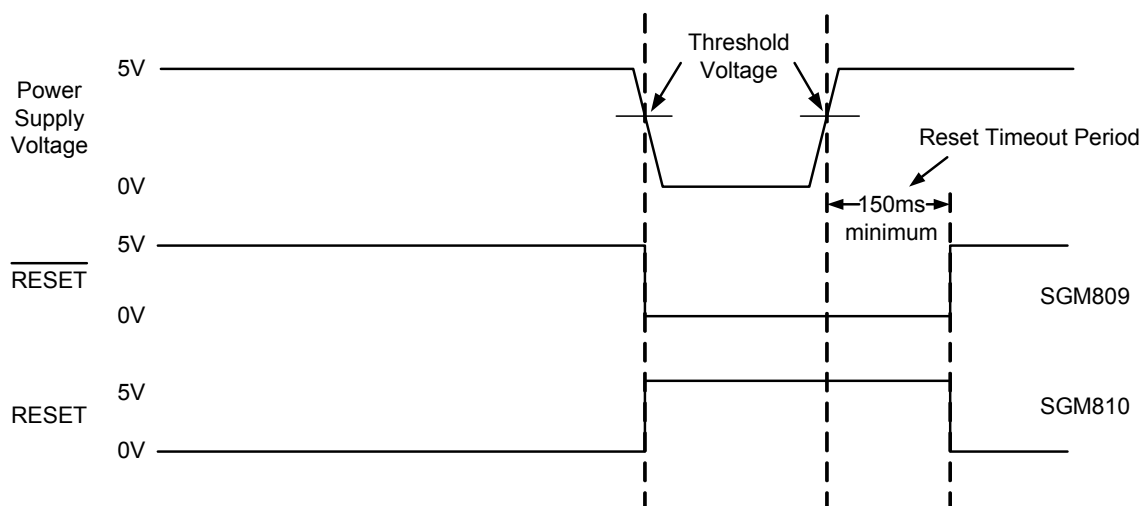 Threshold
Voltage
5V
Power
Supply
Voltage
Reset Timeout Period
0V
150ms
minimum
5V
RESET
SGM809
0V
5V
RESET
SGM810
0V